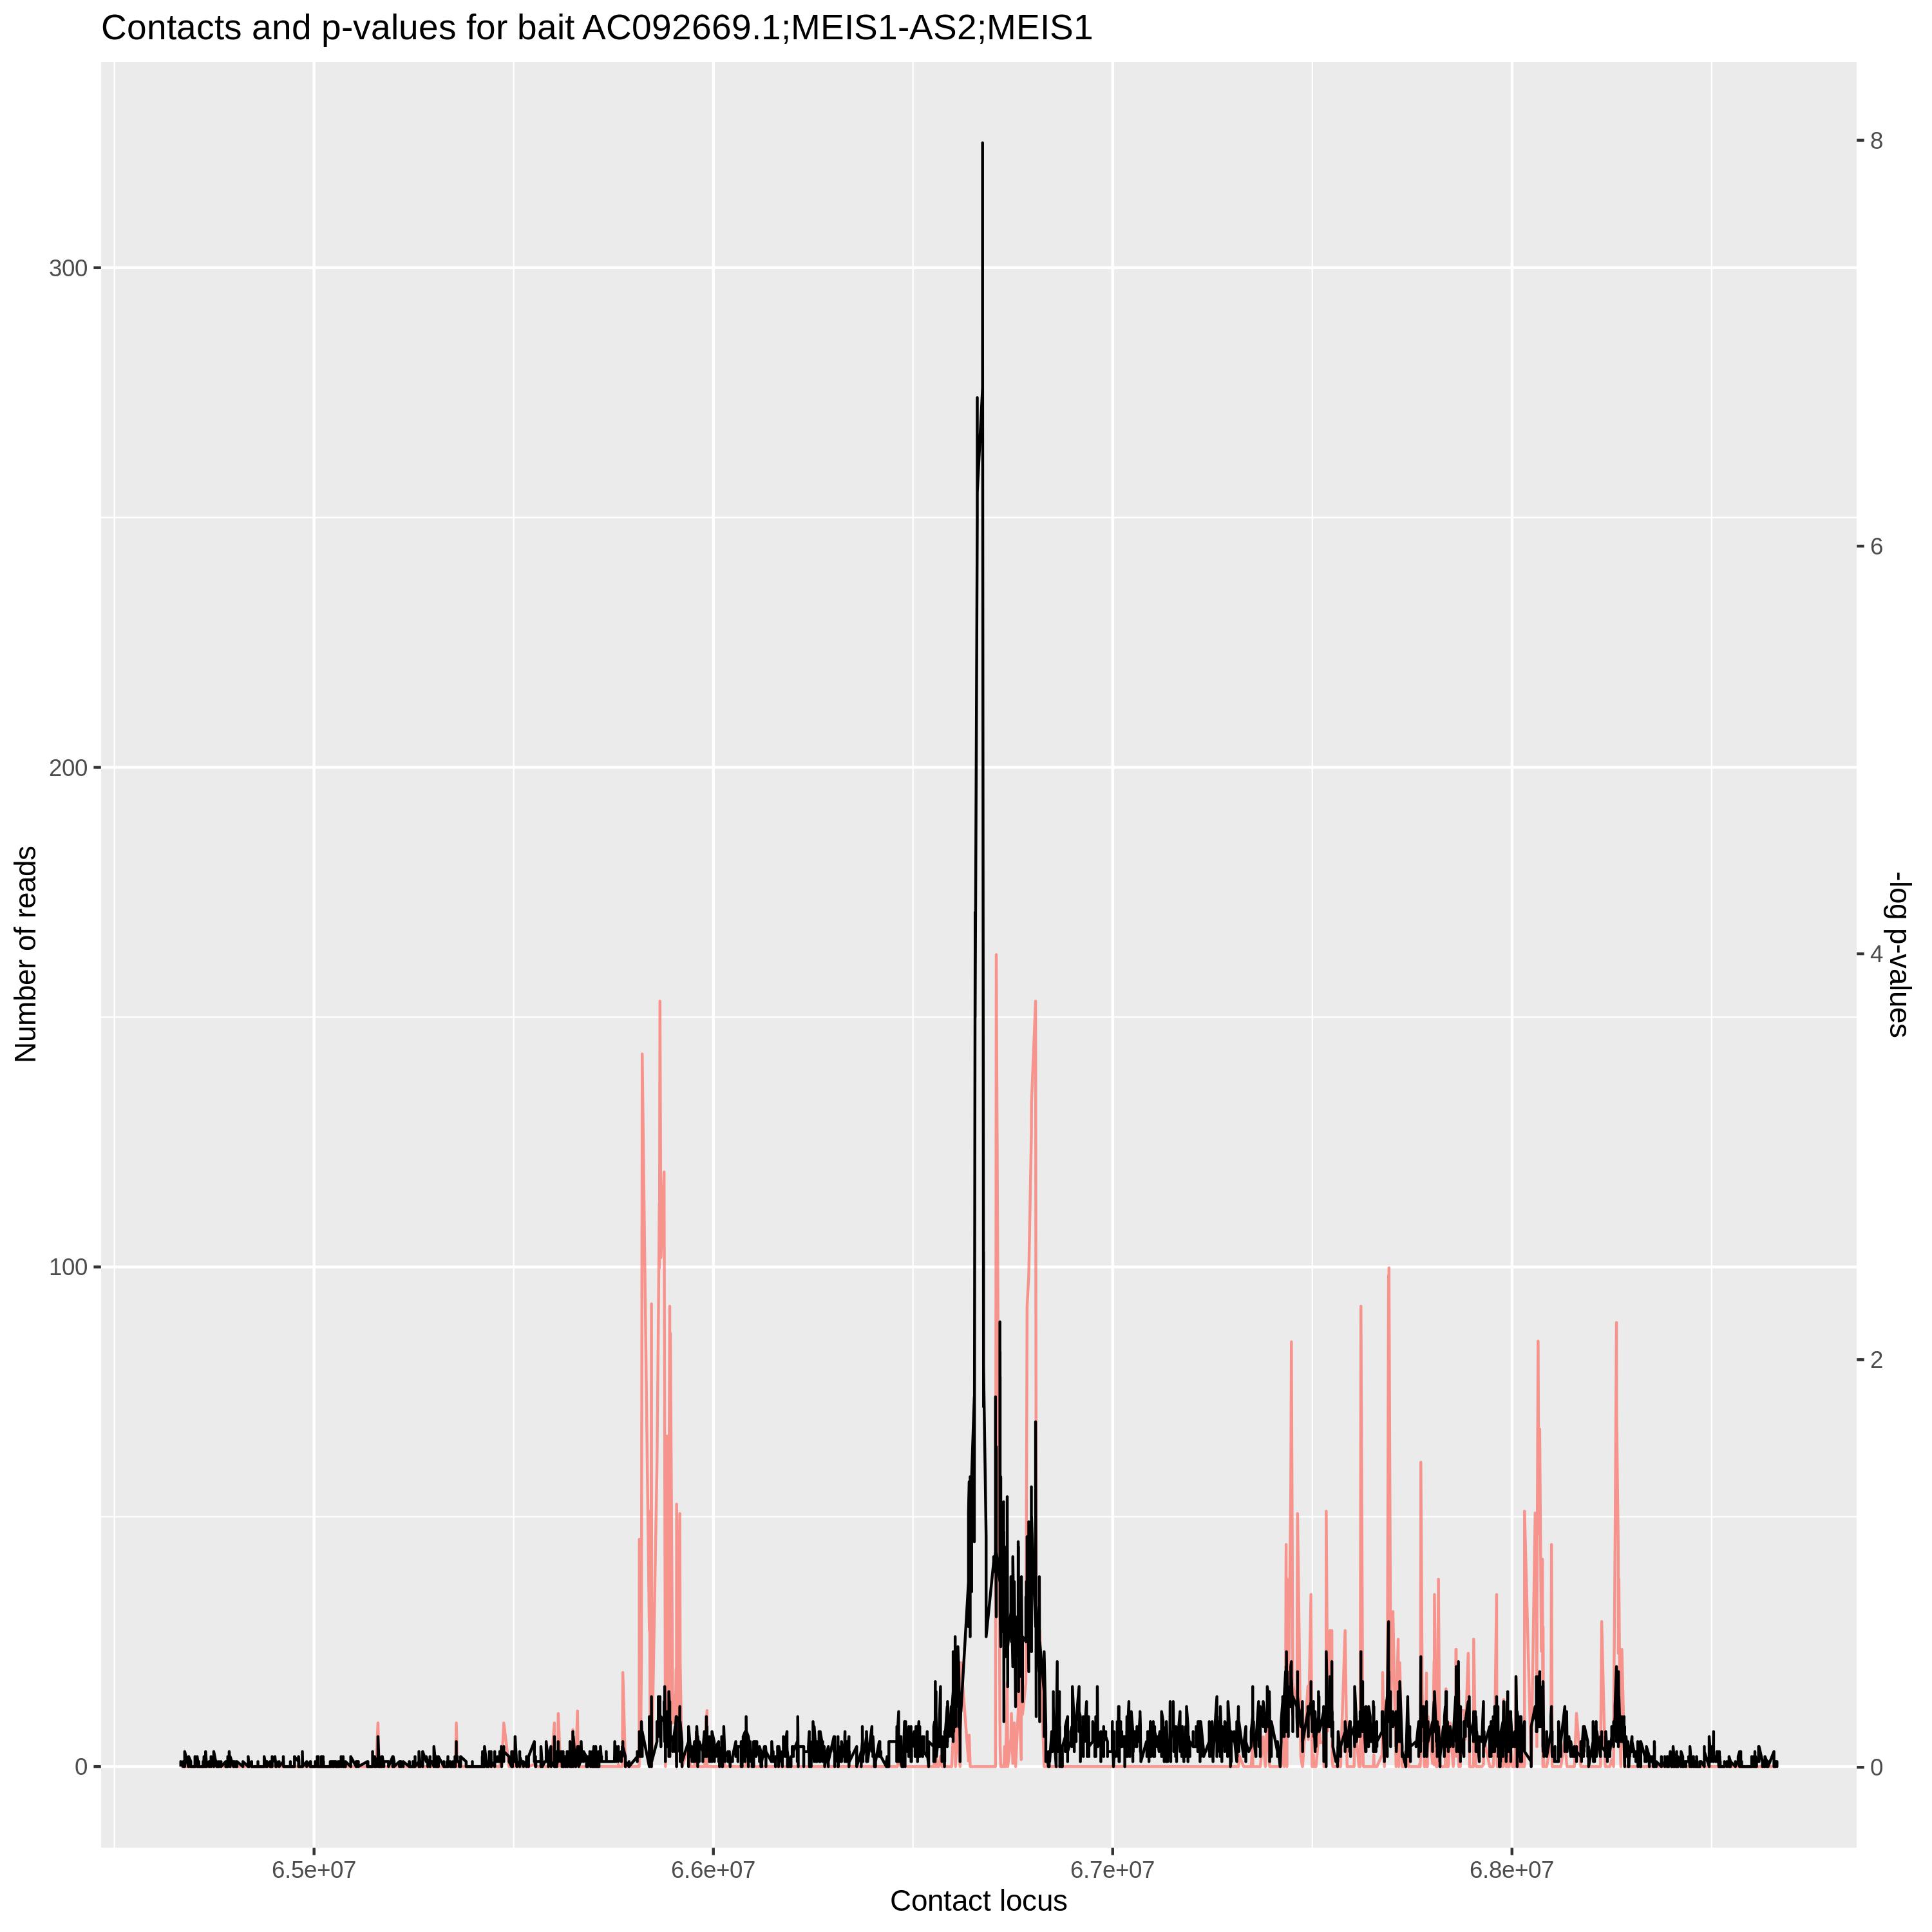 Contacts and p-values for bait AC092669.1;MEIS1-AS2;MEIS1
300
200
100
0
Number of reads
8
6
4
2
0
-log p-values
6.5e+07 6.6e+07 6.7e+07 6.8e+07
Contact locus